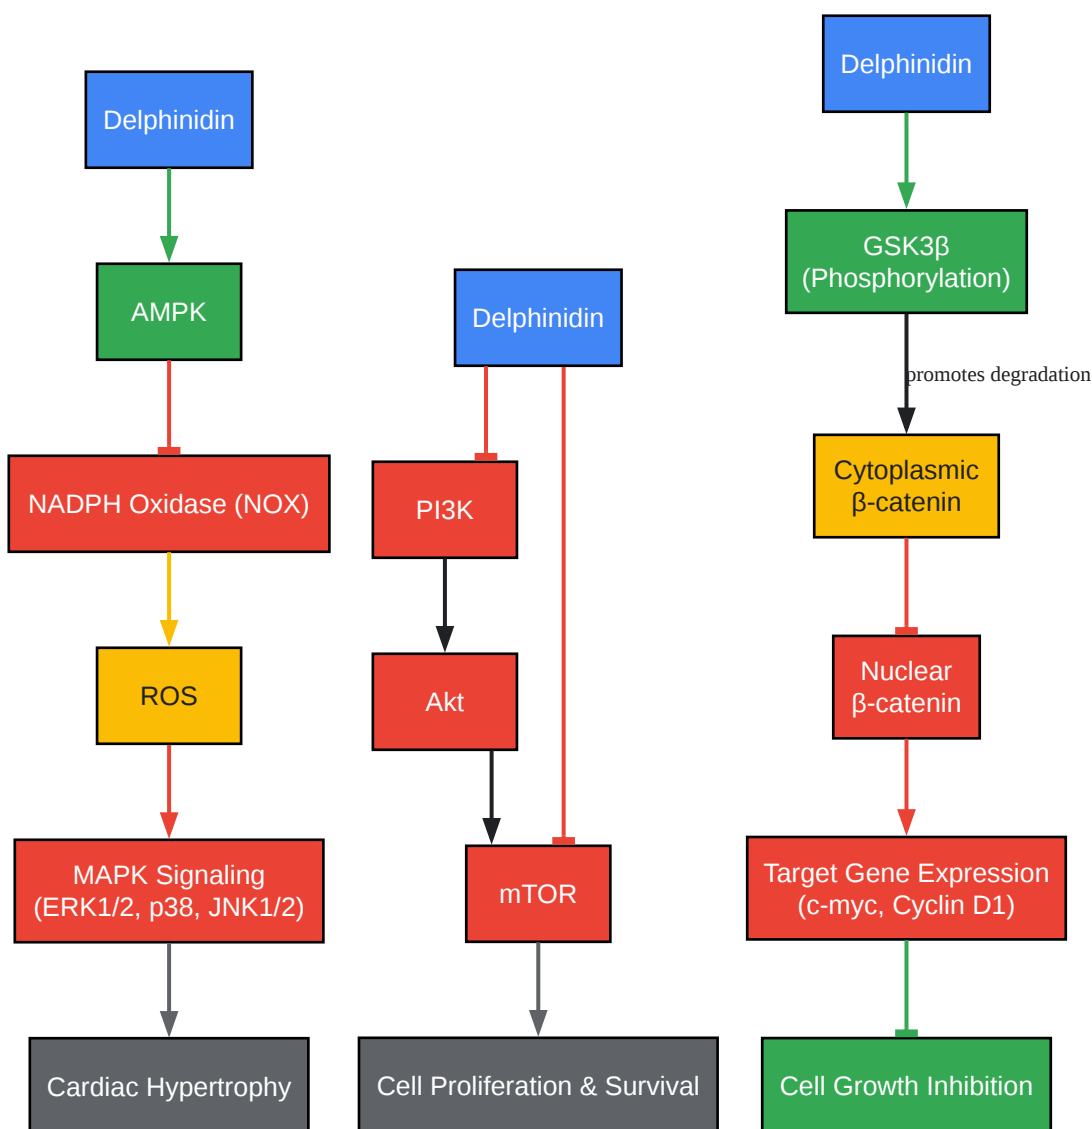 Delphinidin
AMPK
NADPH Oxidase (NOX)
ROS
MAPK Signaling
(ERK1/2, p38, JNK1/2)
Cardiac Hypertrophy
Delphinidin
PI3K
Akt
mTOR
Cell Proliferation & Survival
Delphinidin
GSK3β
(Phosphorylation)
promotes degradation
Cytoplasmic
β-catenin
Nuclear
β-catenin
Target Gene Expression
(c-myc, Cyclin D1)
Cell Growth Inhibition